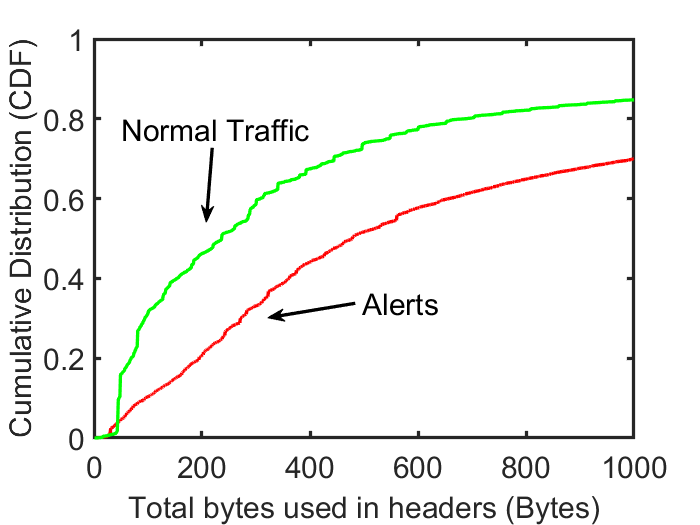 1
0.8
0.6
0.4
0.2
0
Cumulative Distribution (CDF)
Normal Traffic
Alerts
0 200 400 600 800 1000
Total bytes used in headers (Bytes)